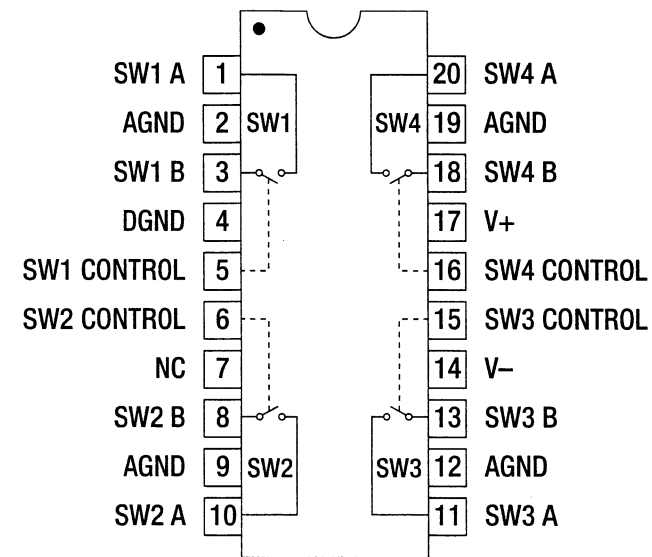 SW1 A 1 20 SW4 A
AGND 2 SW1 SW4 19 AGND
SW1 B 3 18 SW4 B
DGND 4 17 V+
SW1 CONTROL 5 16 SW4 CONTROL
SW2 CONTROL 6 15 SW3 CONTROL
NC 7 14 V–
SW2 B 8 13 SW3 B
AGND 9 SW2 SW3 12 AGND
SW2 A 10 11 SW3 A